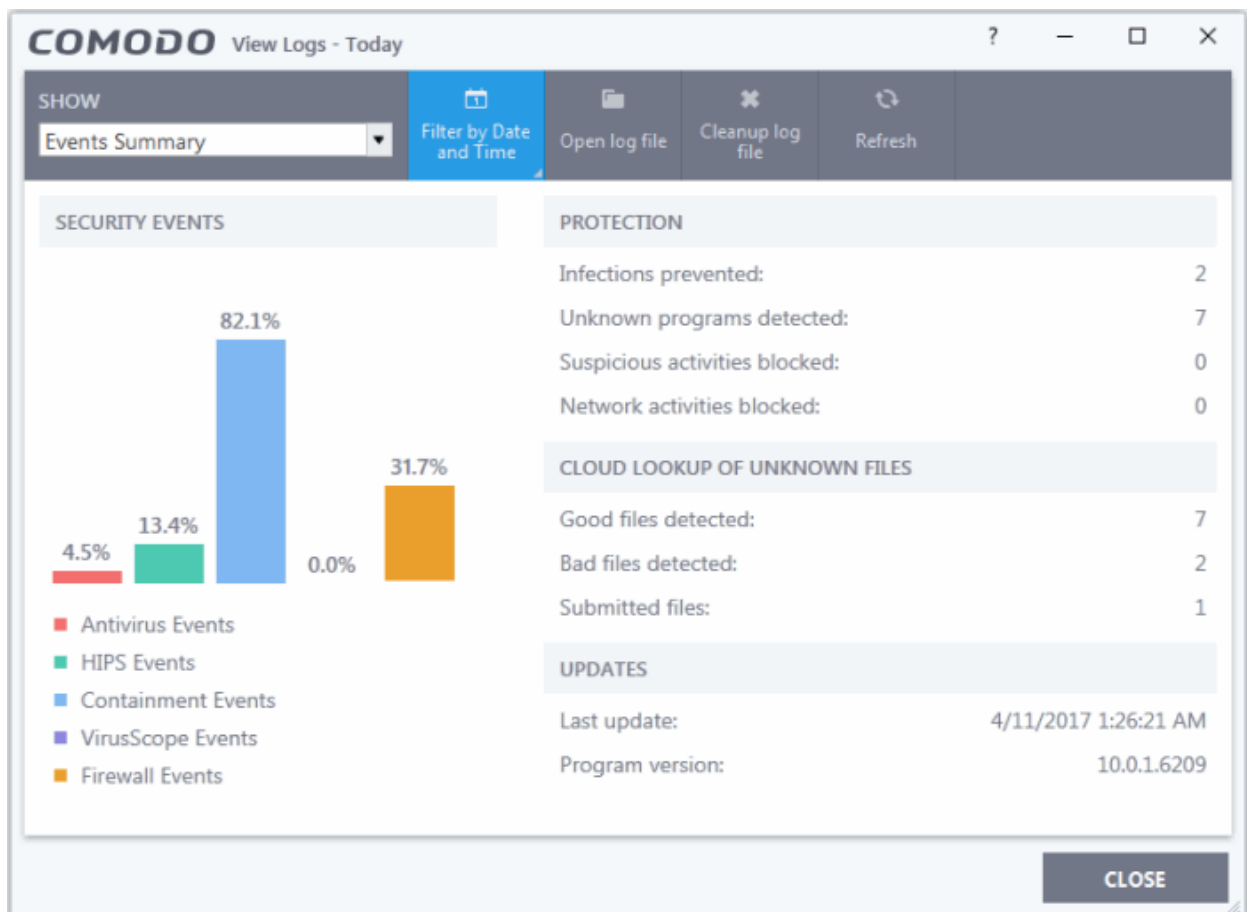 COMODO View Logs - Today
?
SHOW
Events Summary
Filter by Date
and Time
Open log file
Cleanup log
file
Refresh
SECURITY EVENTS
82.1%
31.7%
13.4%
4.5%
0.0%
Antivirus Events
HIPS Events
Containment Events
VirusScope Events
Firewall Events
PROTECTION
Infections prevented: 2
Unknown programs detected: 7
Suspicious activities blocked: 0
Network activities blocked: 0
CLOUD LOOKUP OF UNKNOWN FILES
Good files detected: 7
Bad files detected: 2
Submitted files: 1
UPDATES
Last update: 4/11/2017 1:26:21 AM
Program version: 10.0.1.6209
CLOSE